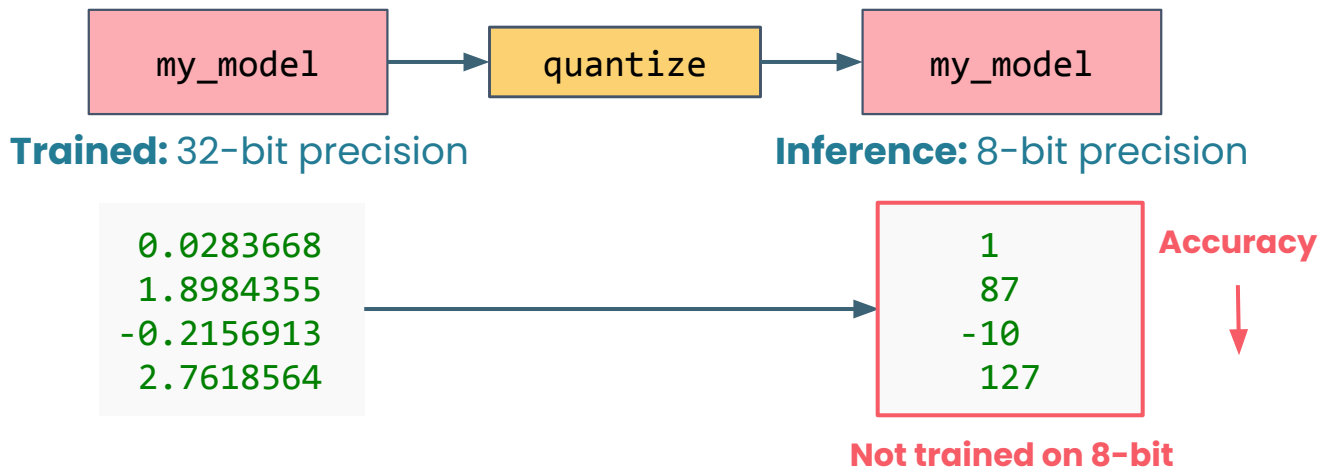 my_model
quantize
my_model
Trained: 32-bit precision
Inference: 8-bit precision
0.0283668
1.8984355
-0.2156913
2.7618564
1
87
-10
127
Accuracy
Not trained on 8-bit